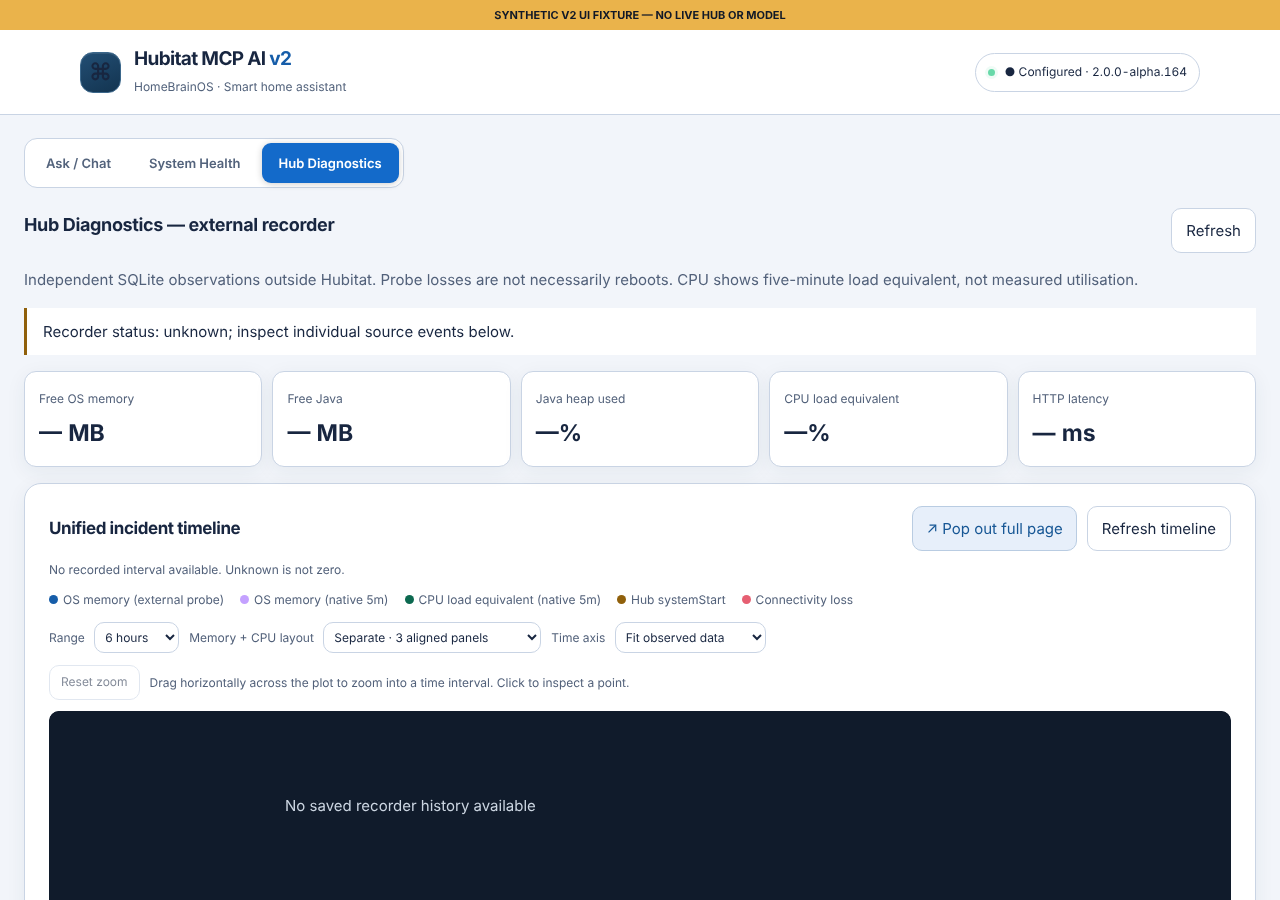 SYNTHETIC V2 UI FIXTURE — NO LIVE HUB OR MODEL
⌘
Hubitat MCP AI v2
HomeBrainOS · Smart home assistant
● Configured · 2.0.0-alpha.164
Ask / Chat
System Health
Hub Diagnostics
Hub Diagnostics — external recorder
Refresh
Independent SQLite observations outside Hubitat. Probe losses are not necessarily reboots. CPU shows five-minute load equivalent, not measured utilisation.
Recorder status: unknown; inspect individual source events below.
Free OS memory
— MB
Free Java
— MB
Java heap used
—%
CPU load equivalent
—%
HTTP latency
— ms
Unified incident timeline
↗ Pop out full page
Refresh timeline
No recorded interval available. Unknown is not zero.
OS memory (external probe)
OS memory (native 5m)
CPU load equivalent (native 5m)
Hub systemStart
Connectivity loss
Range
6 hours
Memory + CPU layout
Separate · 3 aligned panels
Time axis
Fit observed data
Reset zoom
Drag horizontally across the plot to zoom into a time interval. Click to inspect a point.
No saved recorder history available